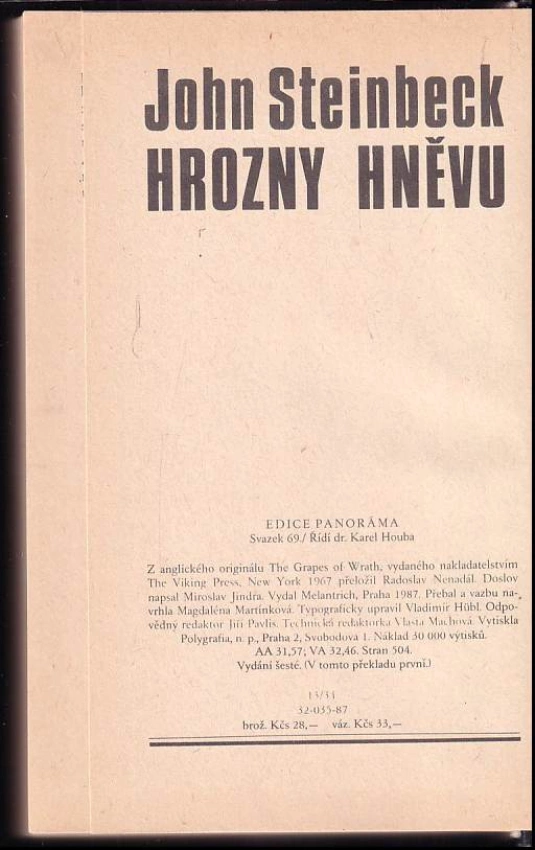 John Steinbeck
HROZNY HNĚVU
EDICE PANORÁMA
Svazek 69./ Řídí dr. Karel Houba
Z anglického originálu The Grapes of Wrath, vydaného nakladatelstvím
The Viking Press, New York 1967 přeložil Radoslav Nenadál. Doslov
napsal Miroslav Jindra. Vydal Melantrich, Praha 1987. Přebal a vazbu na-
vrhla Magdaléna Martínková. Typograficky upravil Vladimír Hübl. Odpo-
vědný redaktor Jiří Pavlis. Technická redaktorka Vlasta Machová. Vytiskla
Polygrafia, n. p., Praha 2, Svobodova 1. Náklad 30 000 výtisků.
AA 31,57; VA 32,46. Stran 504.
Vydání šesté. (V tomto překladu první.)
13/33
32-035-87
brož. Kčs 28,— váz. Kčs 33,—